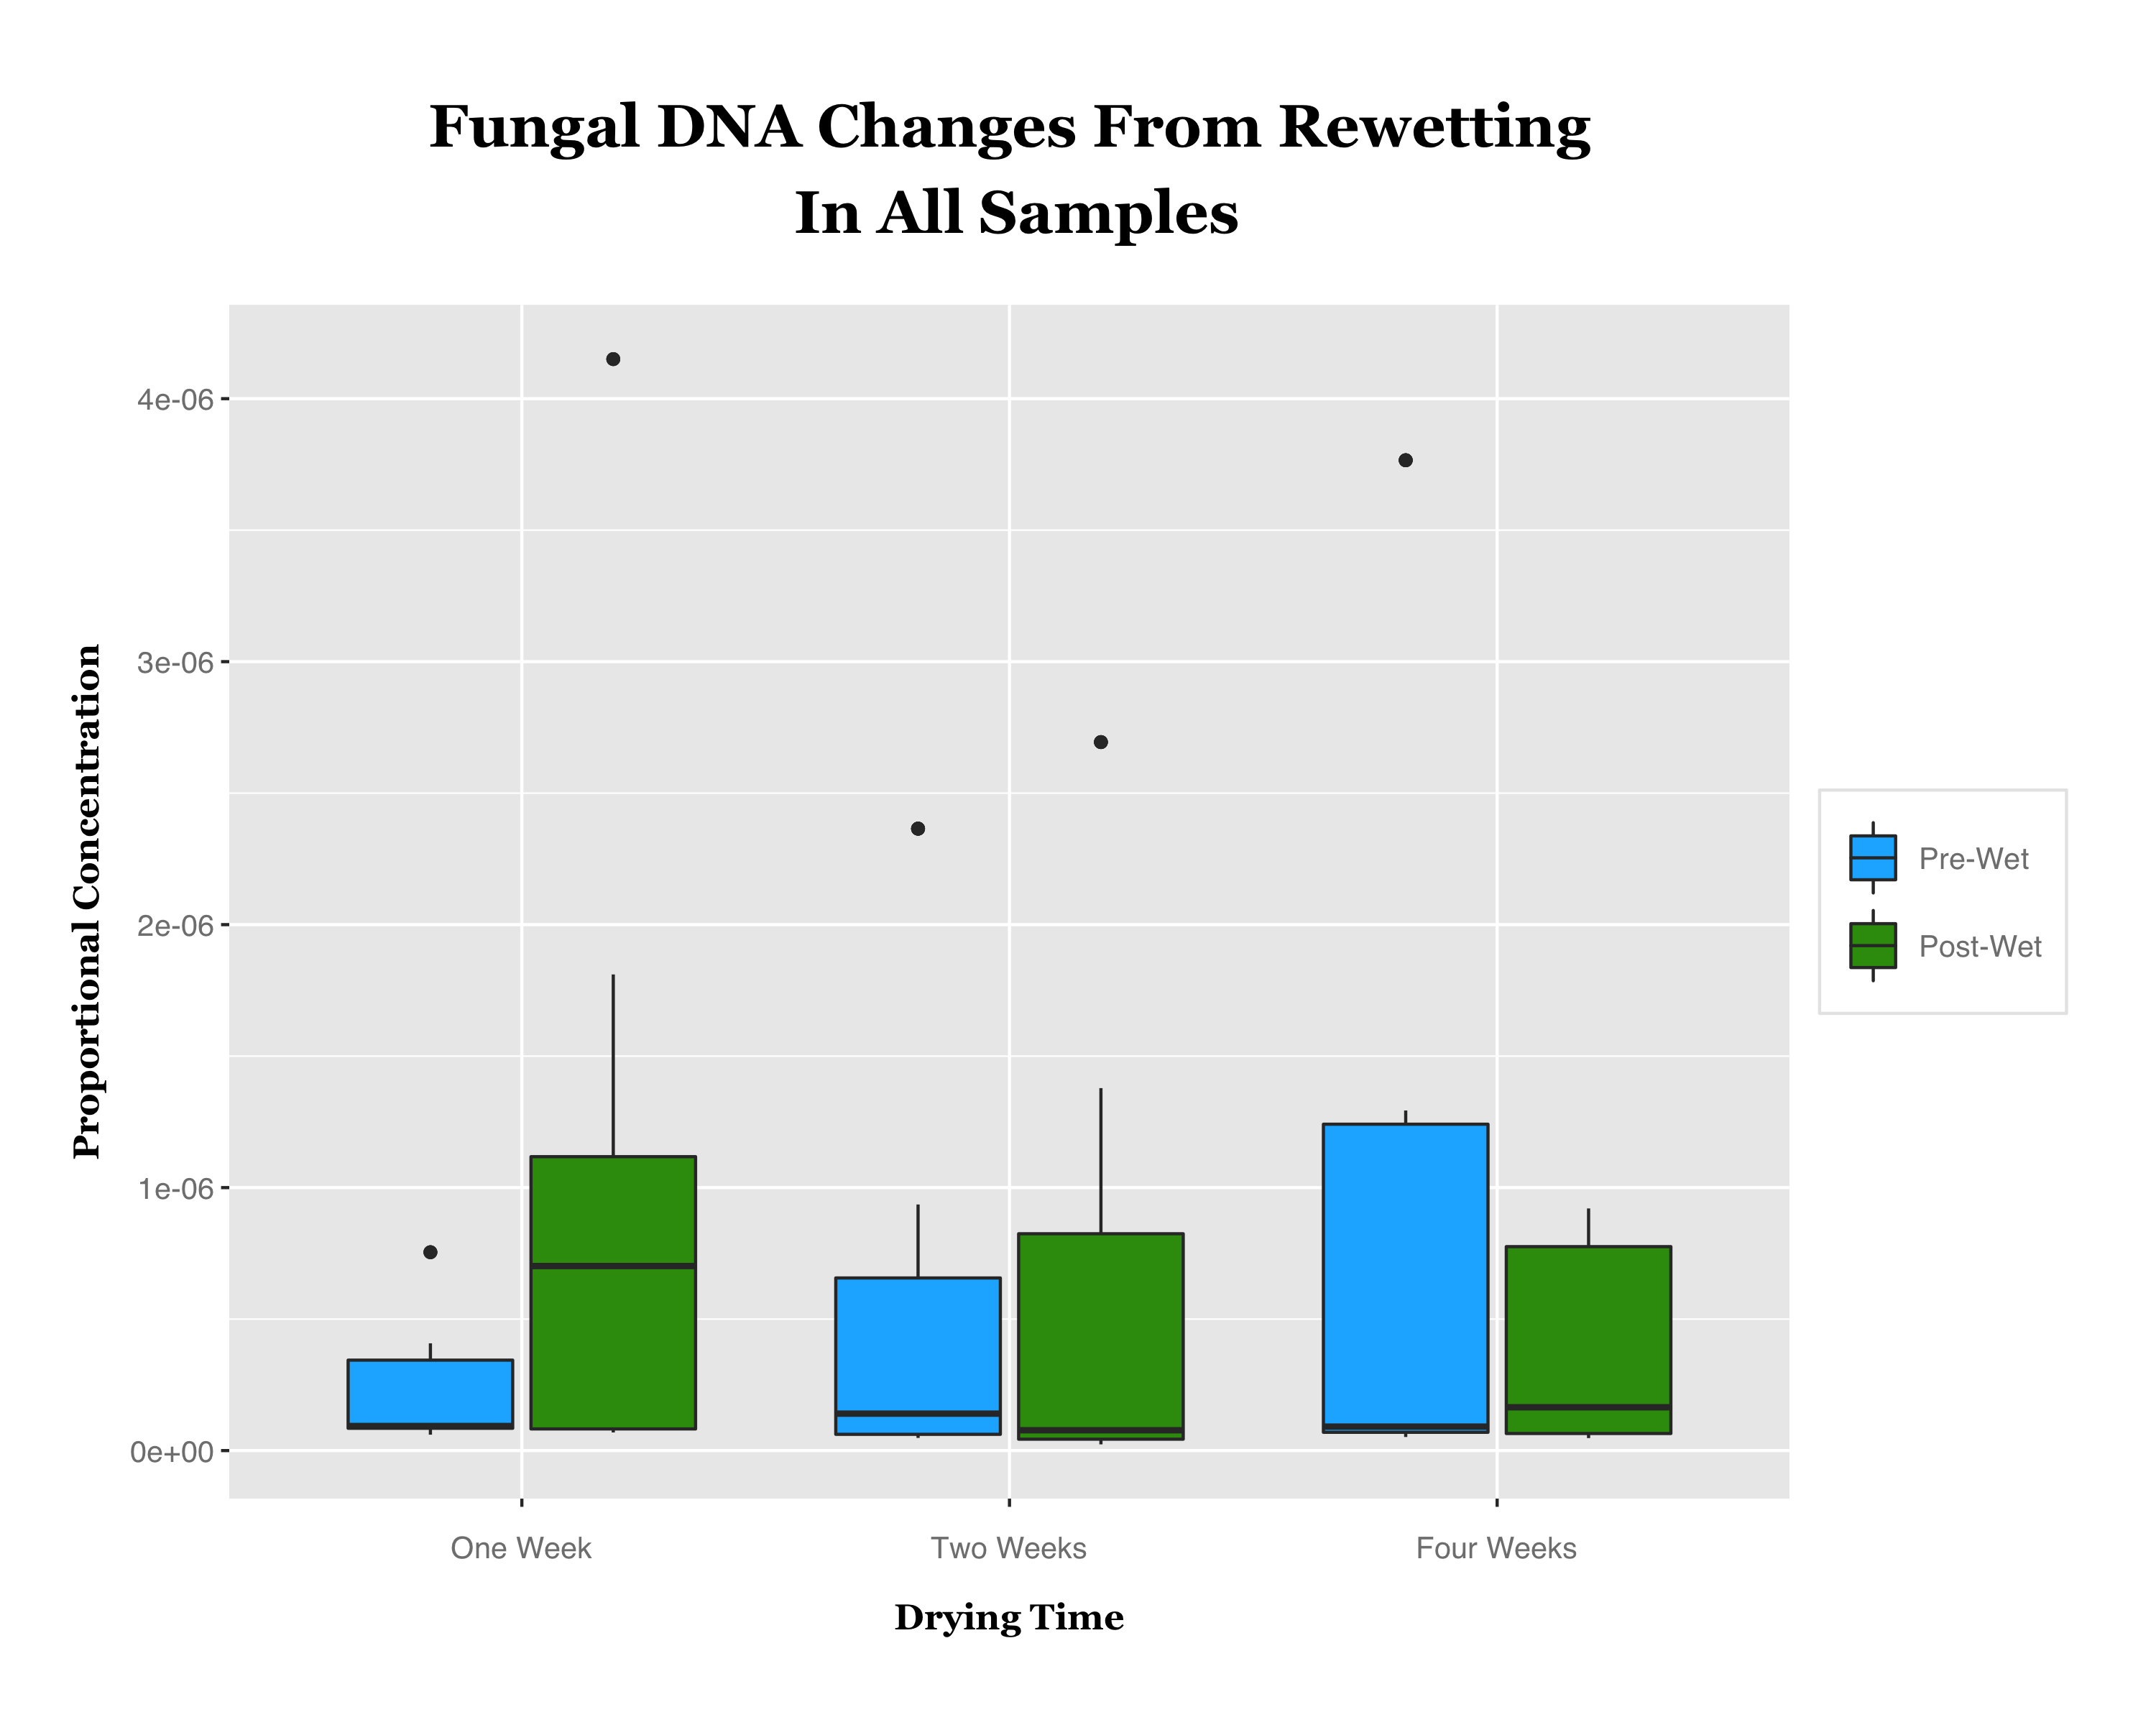 Fungal DNA Changes From Rewetting
In All Samples
Proportional Concentration
4e-06
3e-06
2e-06
1e-06
0e+00
One Week
Two Weeks
Four Weeks
Drying Time
Pre-Wet
Post-Wet